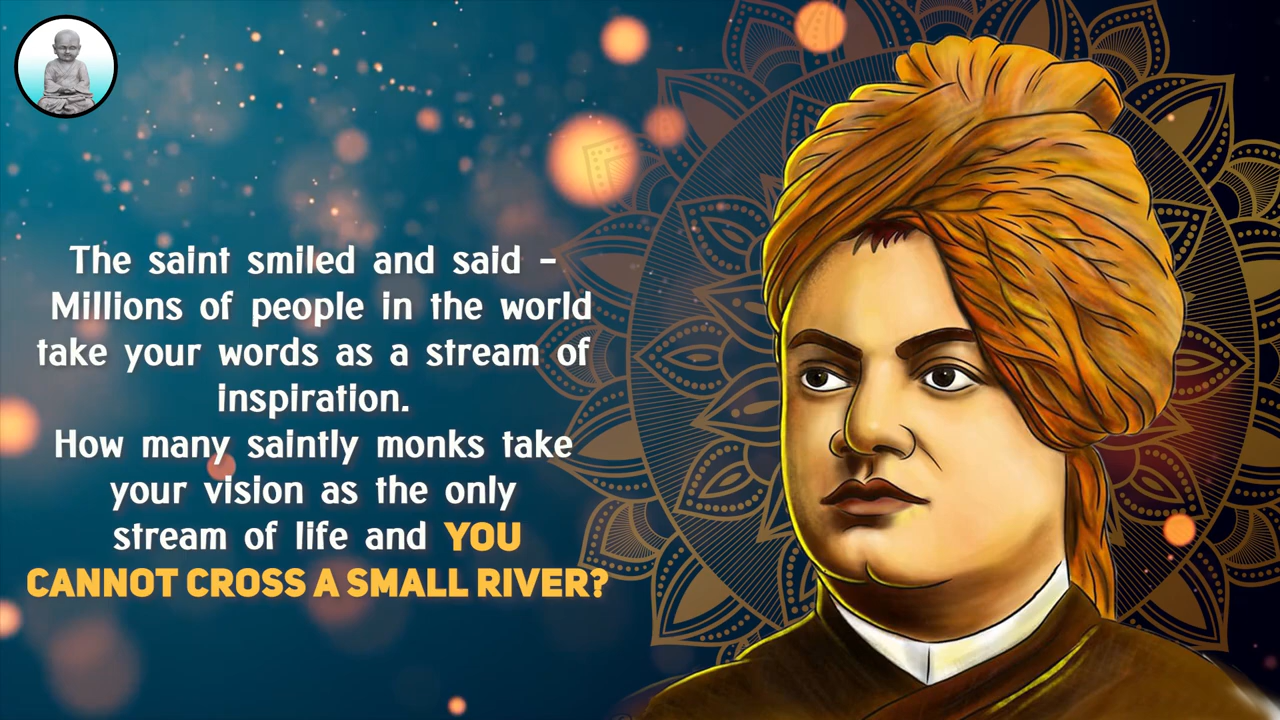 The saint smiled and said -
Millions of people in the world
take your words as a stream of
inspiration.
How many saintly monks take
your vision as the only
stream of life and YOU
CANNOT CROSS A SMALL RIVER?